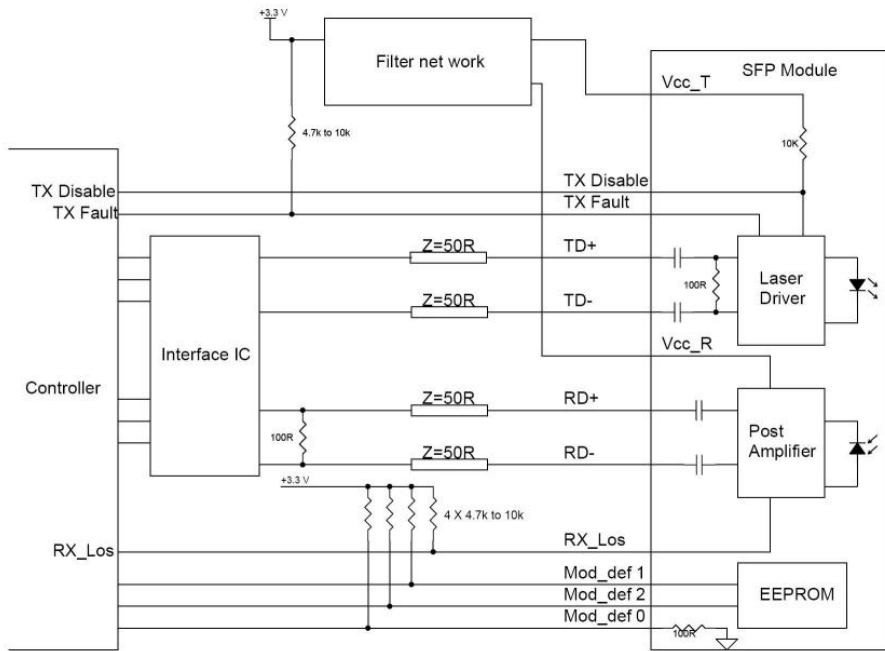 +3.3 V
Filter net work
SFP Module
Vcc_T
4.7k to 10k
10K
TX Disable
TX Disable
TX Fault
TX Fault
Z=50R
TD+
Laser
Driver
100R
Z=50R
TD-
Interface IC
Vcc_R
Controller
Z=50R
RD+
100R
Post
Amplifier
Z=50R
RD-
+3.3 V
4 X 4.7k to 10k
RX_Los
RX_Los
Mod_def 1
EEPROM
Mod_def 2
Mod_def 0
100R